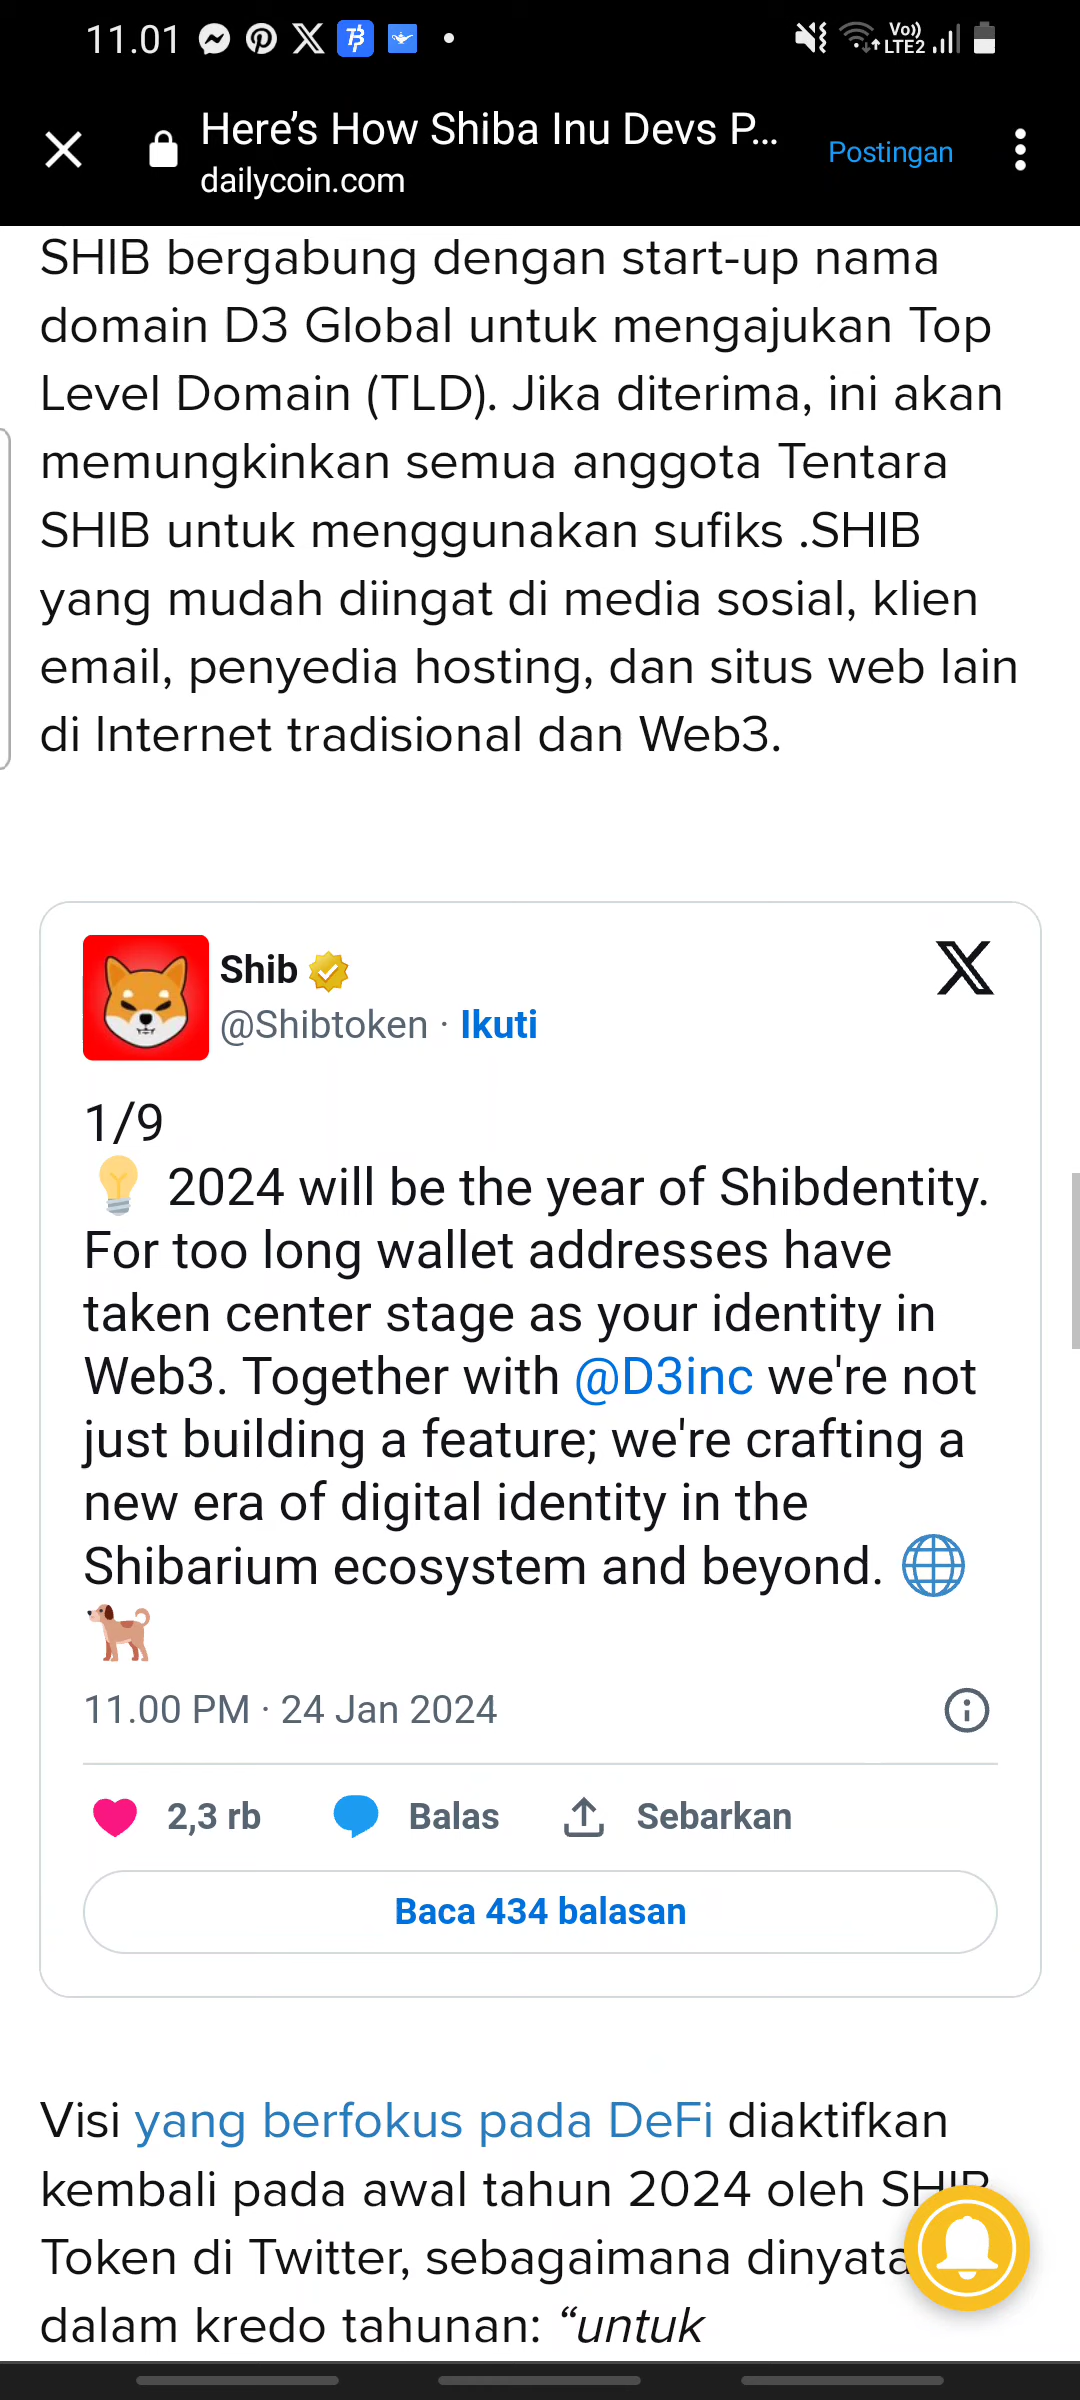 11.01
Vo))
LTE2
Here’s How Shiba Inu Devs P...
dailycoin.com
Postingan
SHIB bergabung dengan start-up nama
domain D3 Global untuk mengajukan Top
Level Domain (TLD). Jika diterima, ini akan
memungkinkan semua anggota Tentara
SHIB untuk menggunakan sufiks .SHIB
yang mudah diingat di media sosial, klien
email, penyedia hosting, dan situs web lain
di Internet tradisional dan Web3.
Shib
@Shibtoken · Ikuti
1/9
💡 2024 will be the year of Shibdentity.
For too long wallet addresses have
taken center stage as your identity in
Web3. Together with @D3inc we're not
just building a feature; we're crafting a
new era of digital identity in the
Shibarium ecosystem and beyond. 🌐
🐕
11.00 PM · 24 Jan 2024
2,3 rb Balas Sebarkan
Baca 434 balasan
Visi yang berfokus pada DeFi diaktifkan
kembali pada awal tahun 2024 oleh SHIB
Token di Twitter, sebagaimana
dalam kredo tahunan: “untuk